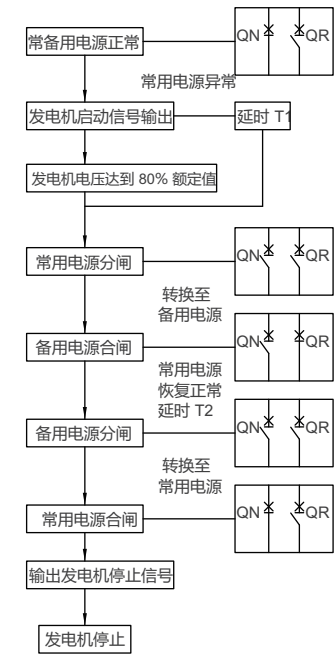 常备用电源正常
QN QR
常用电源异常
发电机启动信号输出
延时 T1
发电机电压达到 80% 额定值
常用电源分闸
QN QR
转换至
备用电源
备用电源合闸
QN QR
常用电源
恢复正常
延时 T2
备用电源分闸
QN QR
转换至
常用电源
常用电源合闸
QN QR
输出发电机停止信号
发电机停止